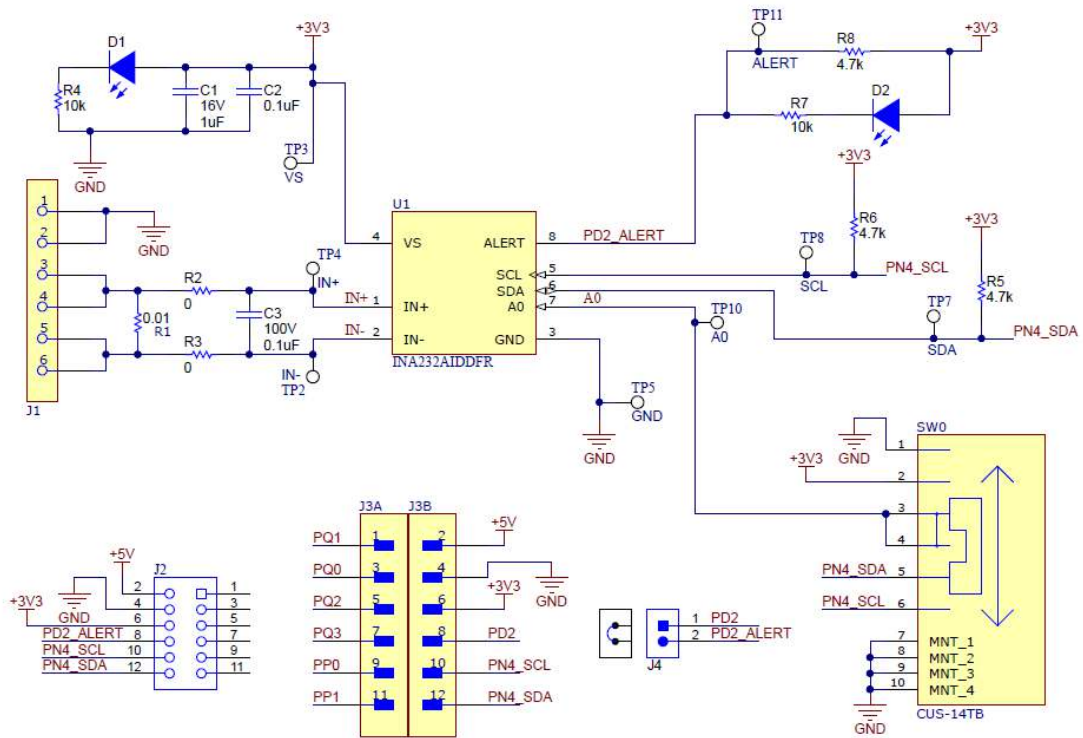 +3V3
D1
R4
10k
C1
16V
1uF
C2
0.1uF
GND
TP3
VS
TP11
ALERT
R8
4.7k
+3V3
R7
10k
D2
+3V3
R6
4.7k
+3V3
R5
4.7k
1
2
3
4
5
6
J1
GND
R2
0
0.01
R1
R3
0
C3
100V
0.1uF
TP4
IN+
IN+
IN-
IN-
TP2
U1
4 VS ALERT 8
SCL 5
SDA 6
1 IN+ A0 7
2 IN- GND 3
INA232AIDDFR
PD2_ALERT
A0
TP8
SCL
PN4_SCL
TP7
SDA
PN4_SDA
TP10
A0
TP5
GND
GND
SW0
GND
1
+3V3
2
3
4
PN4_SDA
5
PN4_SCL
6
7 MNT_1
8 MNT_2
9 MNT_3
10 MNT_4
GND
CUS-14TB
+5V
J2
2 1
GND
4 3
+3V3
6 5
PD2_ALERT 8 7
PN4_SCL 10 9
PN4_SDA 12 11
J3A J3B
PQ1 1 2 +5V
PQ0 3 4 GND
PQ2 5 6 +3V3
PQ3 7 8 PD2
PP0 9 10 PN4_SCL
PP1 11 12 PN4_SDA
1 PD2
2 PD2_ALERT
J4